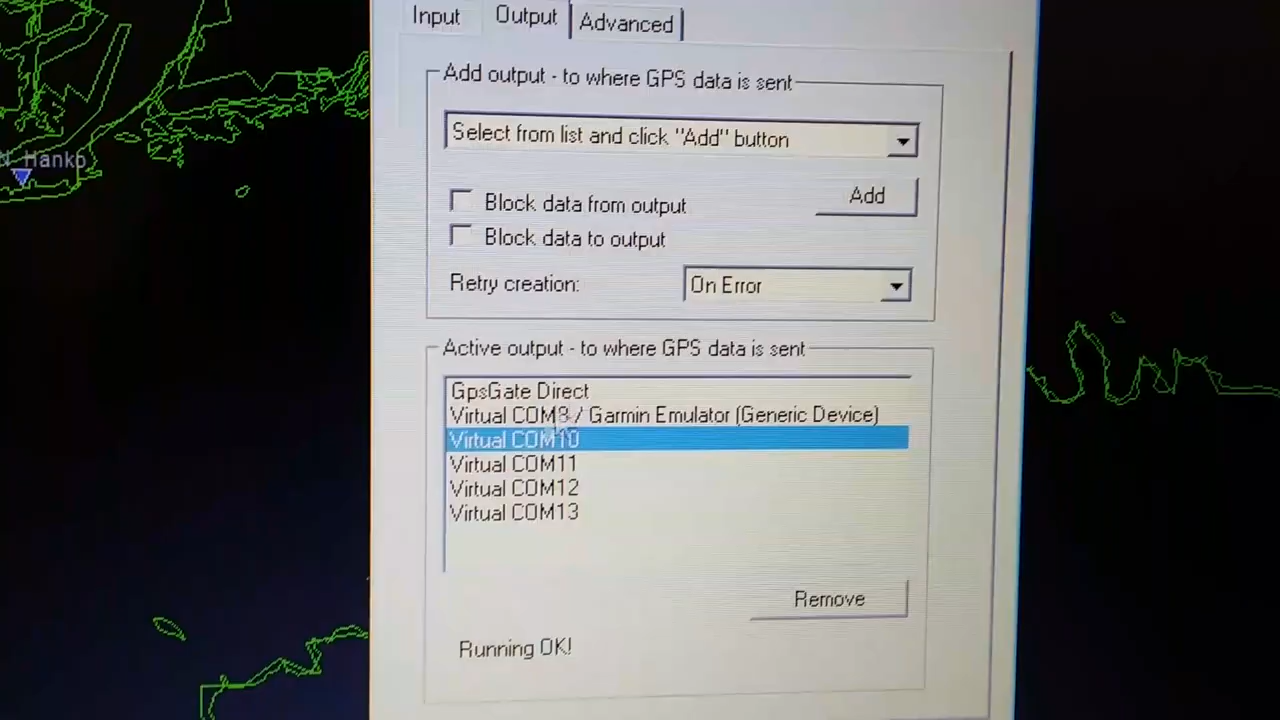 Input Output Advanced
Add output - to where GPS data is sent
Select from list and click "Add" button
Block data from output
Add
Block data to output
Retry creation: On Error
Active output - to where GPS data is sent
GpsGate Direct
Virtual COM8 / Garmin Emulator (Generic Device)
Virtual COM10
Virtual COM11
Virtual COM12
Virtual COM13
Remove
Running OK!
N_Hanko